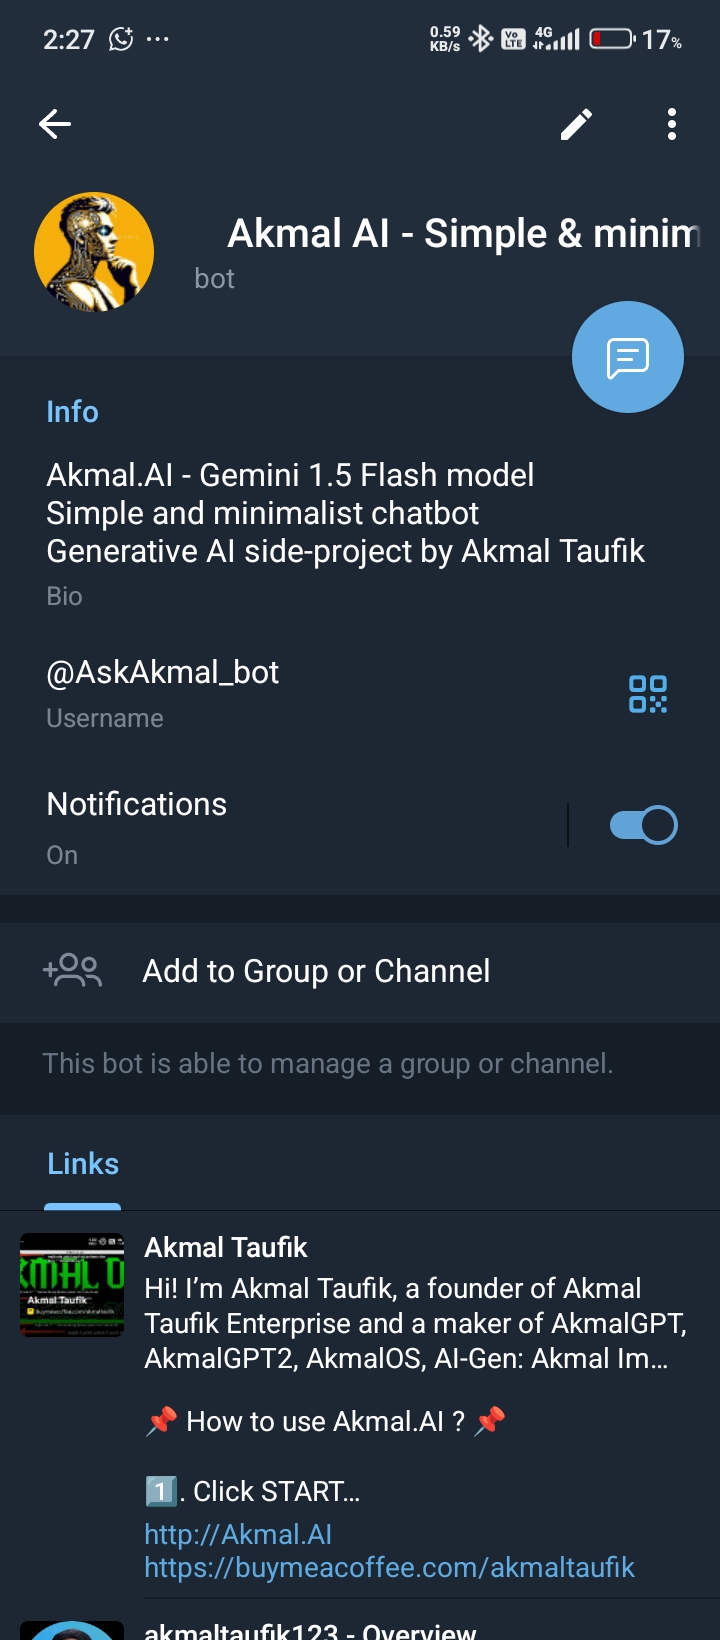 2:27 ... 0.59 KB/s Vo LTE 4G 17%
Akmal AI - Simple & minim
bot
Info
Akmal.AI - Gemini 1.5 Flash model
Simple and minimalist chatbot
Generative AI side-project by Akmal Taufik
Bio
@AskAkmal_bot
Username
Notifications
On
Add to Group or Channel
This bot is able to manage a group or channel.
Links
KMAL O
Akmal Taufik
Akmal Taufik
Hi! I’m Akmal Taufik, a founder of Akmal
Taufik Enterprise and a maker of AkmalGPT,
AkmalGPT2, AkmalOS, AI-Gen: Akmal Im…
📌 How to use Akmal.AI ? 📌
1️⃣. Click START…
http://Akmal.AI
https://buymeacoffee.com/akmaltaufik
akmaltaufik123 - Overview